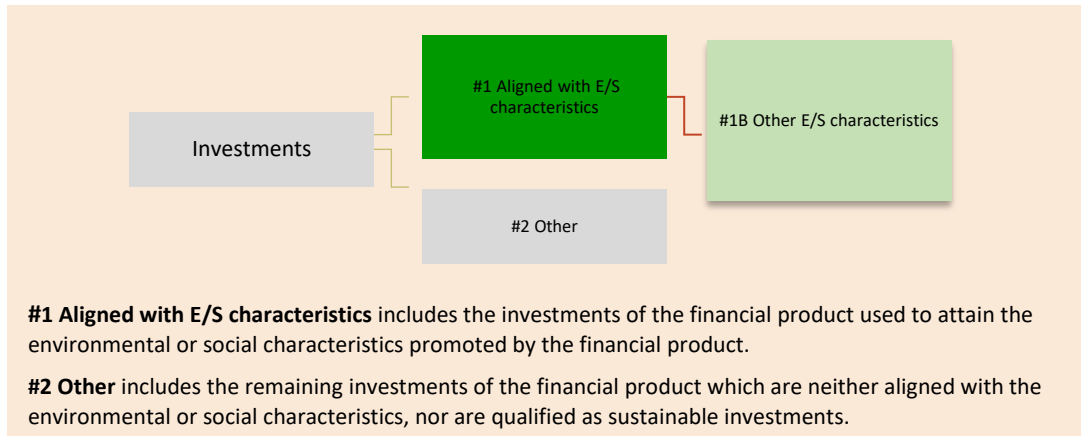 #1 Aligned with E/S
characteristics
#1B Other E/S characteristics
Investments
#2 Other
#1 Aligned with E/S characteristics includes the investments of the financial product used to attain the
environmental or social characteristics promoted by the financial product.
#2 Other includes the remaining investments of the financial product which are neither aligned with the
environmental or social characteristics, nor are qualified as sustainable investments.